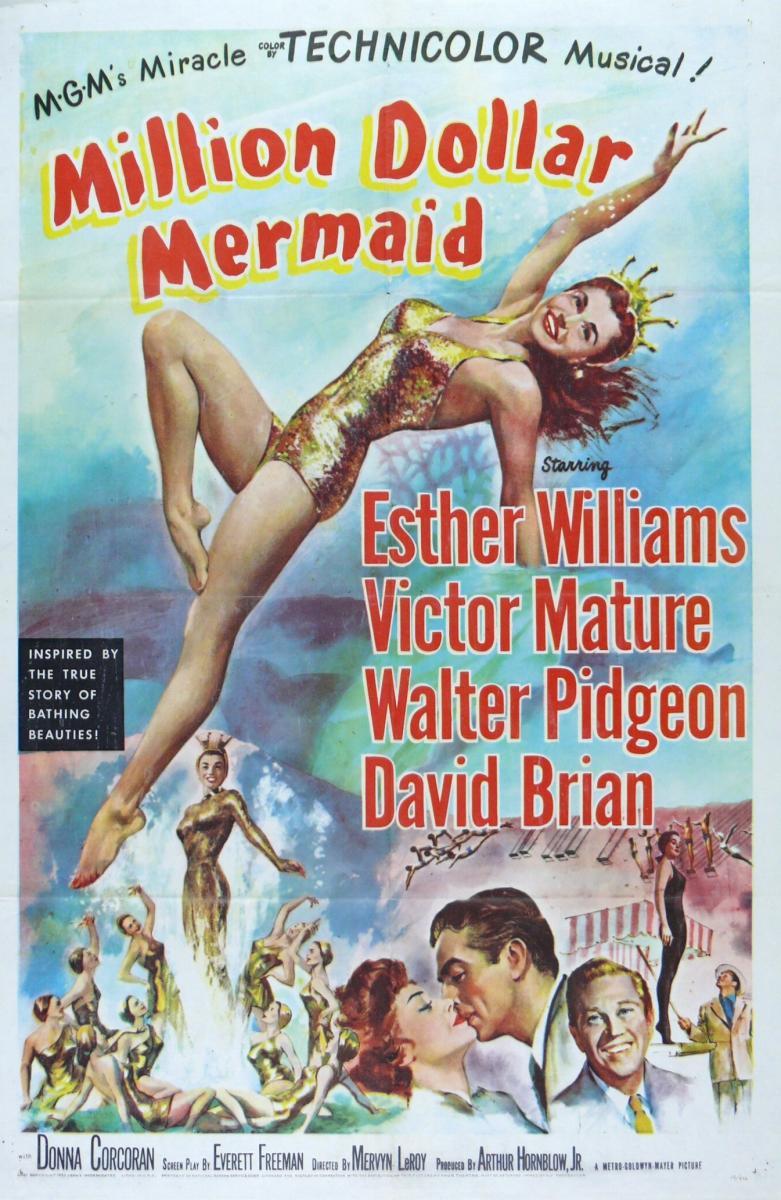 M-G-M's Miracle COLOR BY TECHNICOLOR Musical!
Million Dollar
Mermaid
Starring
Esther Williams
Victor Mature
Walter Pidgeon
David Brian
INSPIRED BY
THE TRUE
STORY OF
BATHING
BEAUTIES!
with DONNA CORCORAN SCREEN PLAY BY EVERETT FREEMAN DIRECTED BY MERVYN LeROY PRODUCED BY ARTHUR HORNBLOW, JR. A METRO-GOLDWYN-MAYER PICTURE